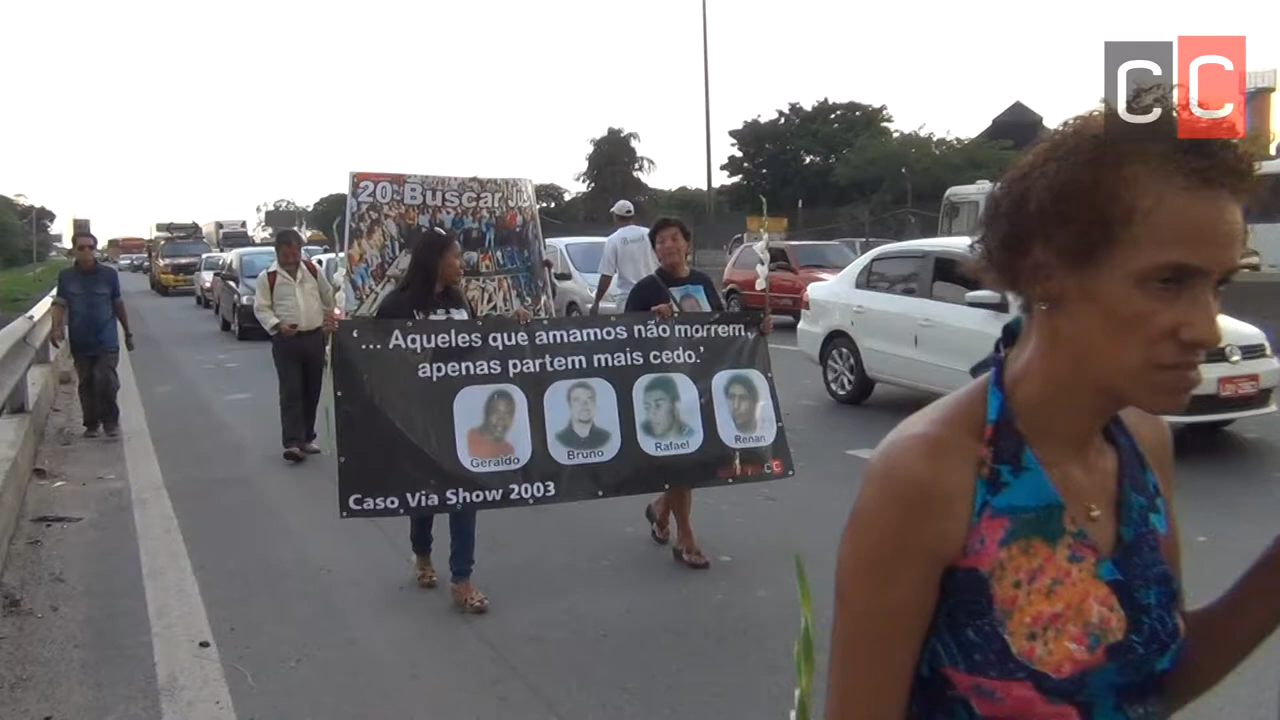 CC
20. Buscar
'... Aqueles que amamos não morrem,
apenas partem mais cedo.'
Geraldo
Bruno
Rafael
Renan
CC
Caso Via Show 2003